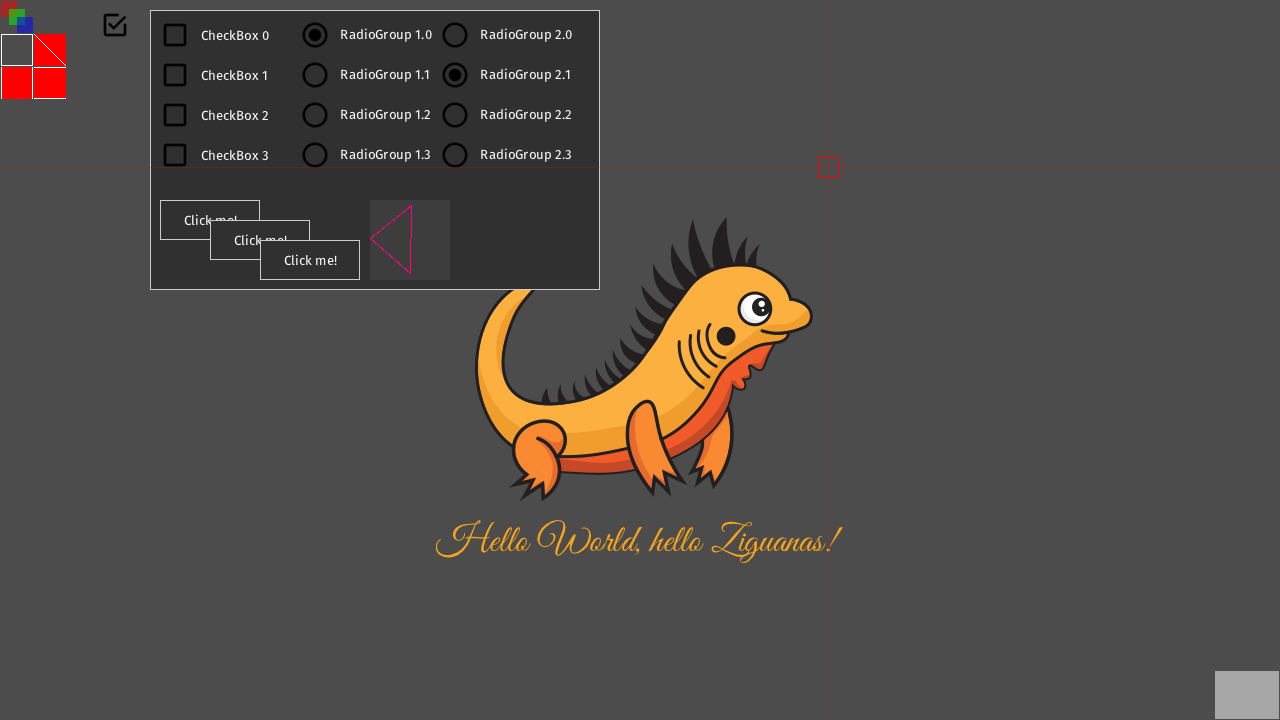 CheckBox 0 RadioGroup 1.0 RadioGroup 2.0
CheckBox 1 RadioGroup 1.1 RadioGroup 2.1
CheckBox 2 RadioGroup 1.2 RadioGroup 2.2
CheckBox 3 RadioGroup 1.3 RadioGroup 2.3
Click me!
Click me!
Click me!
Hello World, hello Ziguanas!